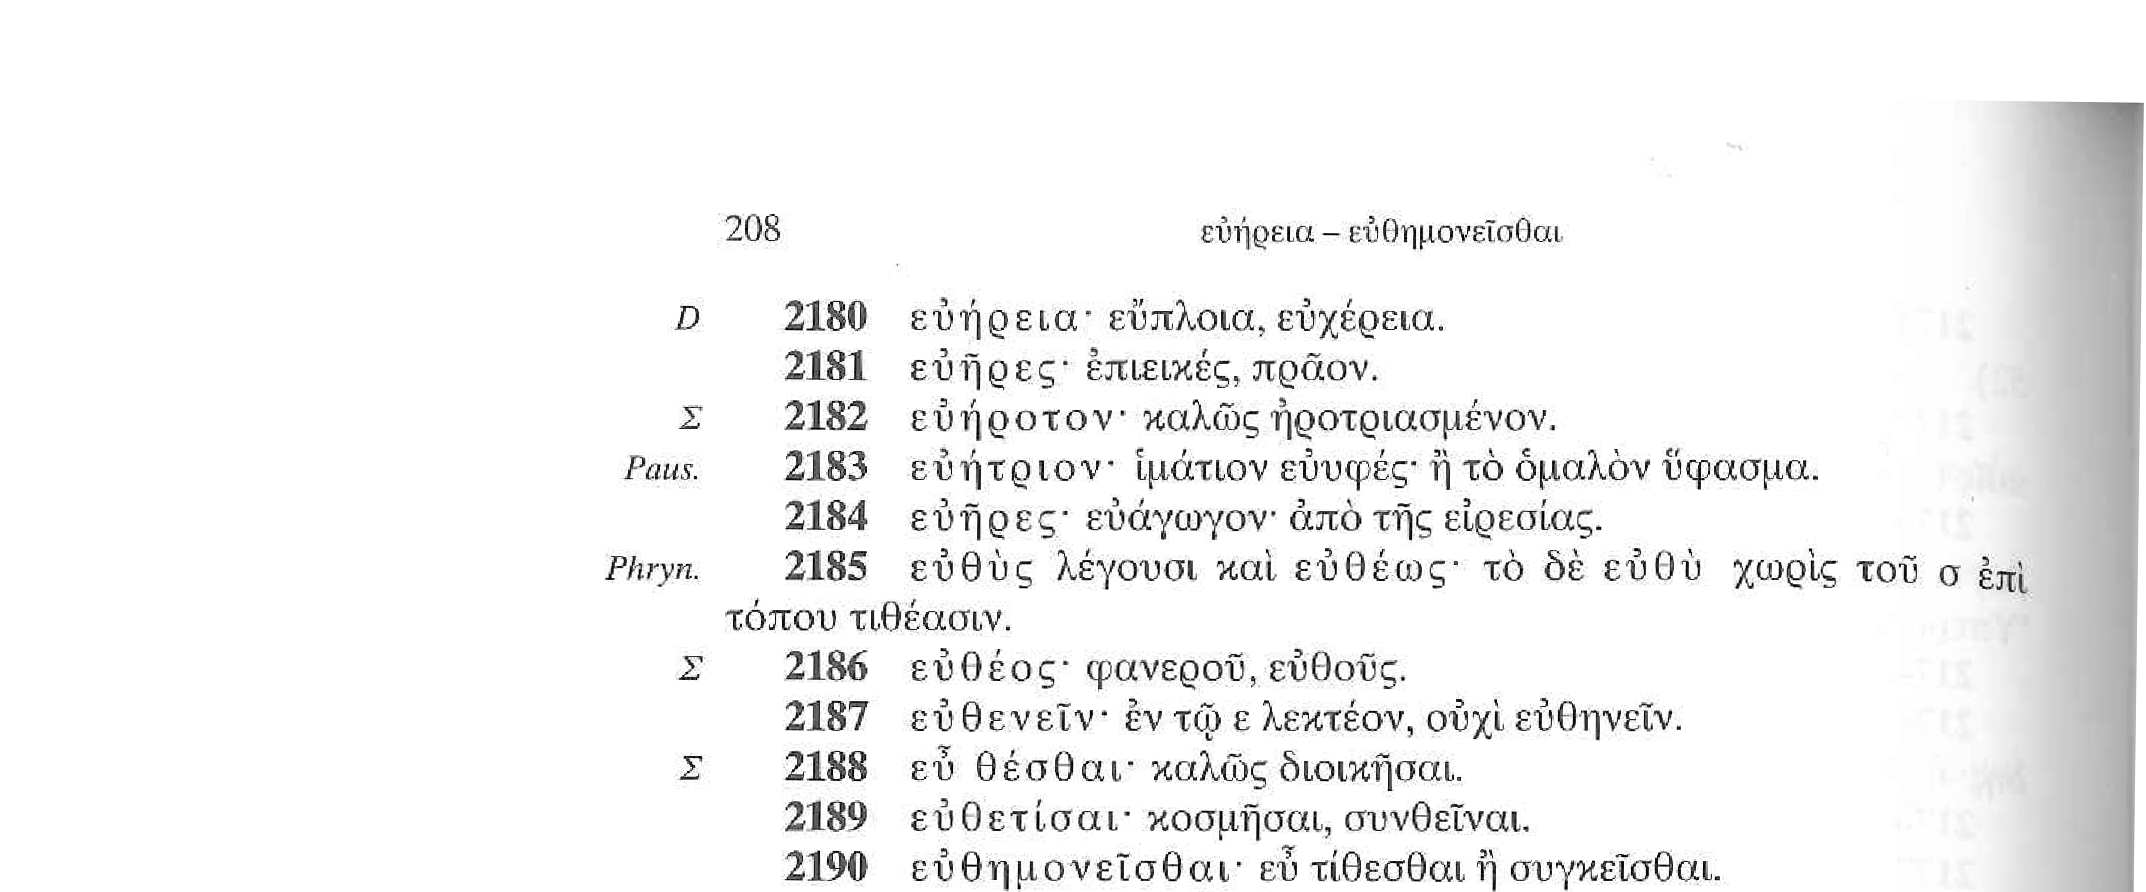 208 εὐήρεια – εὐθημονεῖσθαι
D 2180 εὐήρεια· εὔπλοια, εὐχέρεια.
2181 εὐῆρες· ἐπιεικές, πρᾶον.
Σ 2182 εὐήροτον· καλῶς ἠροτριασμένον.
Paus. 2183 εὐήτριον· ἱμάτιον εὐυφές· ἢ τὸ ὁμαλὸν ὕφασμα.
2184 εὐῆρες· εὐάγωγον· ἀπὸ τῆς εἰρεσίας.
Phryn. 2185 εὐθὺς λέγουσι καὶ εὐθέως· τὸ δὲ εὐθὺ χωρὶς τοῦ σ ἐπὶ
τόπου τιθέασιν.
Σ 2186 εὐθέος· φανεροῦ, εὐθοῦς.
2187 εὐθενεῖν· ἐν τῷ ε λεκτέον, οὐχὶ εὐθηνεῖν.
Σ 2188 εὖ θέσθαι· καλῶς διοικῆσαι.
2189 εὐθετίσαι· κοσμῆσαι, συνθεῖναι.
2190 εὐθημονεῖσθαι· εὖ τίθεσθαι ἢ συγκεῖσθαι.